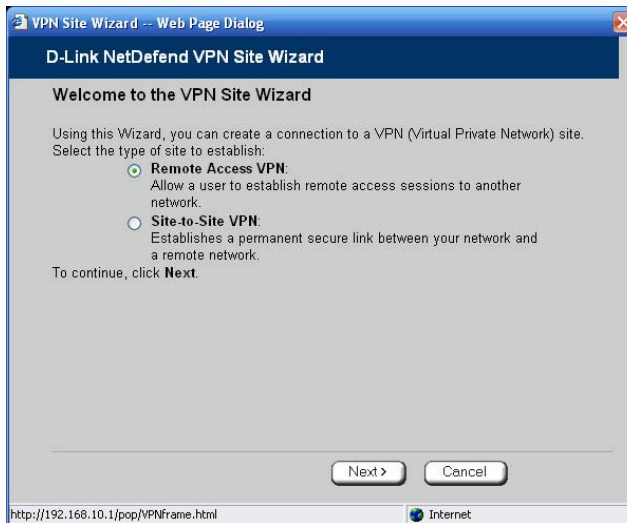 VPN Site Wizard -- Web Page Dialog
D-Link NetDefend VPN Site Wizard
Welcome to the VPN Site Wizard
Using this Wizard, you can create a connection to a VPN (Virtual Private Network) site.
Select the type of site to establish:
Remote Access VPN:
Allow a user to establish remote access sessions to another
network.
Site-to-Site VPN:
Establishes a permanent secure link between your network and
a remote network.
To continue, click Next.
Next >
Cancel
http://192.168.10.1/pop/VPNframe.html
Internet